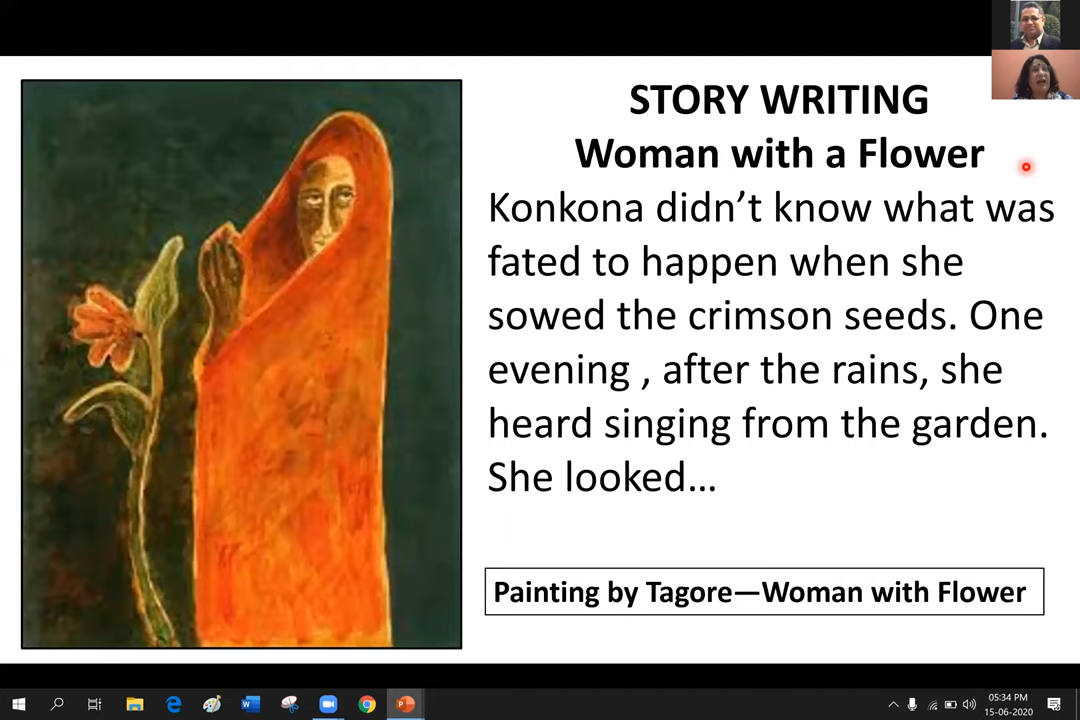 STORY WRITING
Woman with a Flower
Konkona didn’t know what was
fated to happen when she
sowed the crimson seeds. One
evening , after the rains, she
heard singing from the garden.
She looked…
Painting by Tagore—Woman with Flower
05:34 PM
15-06-2020